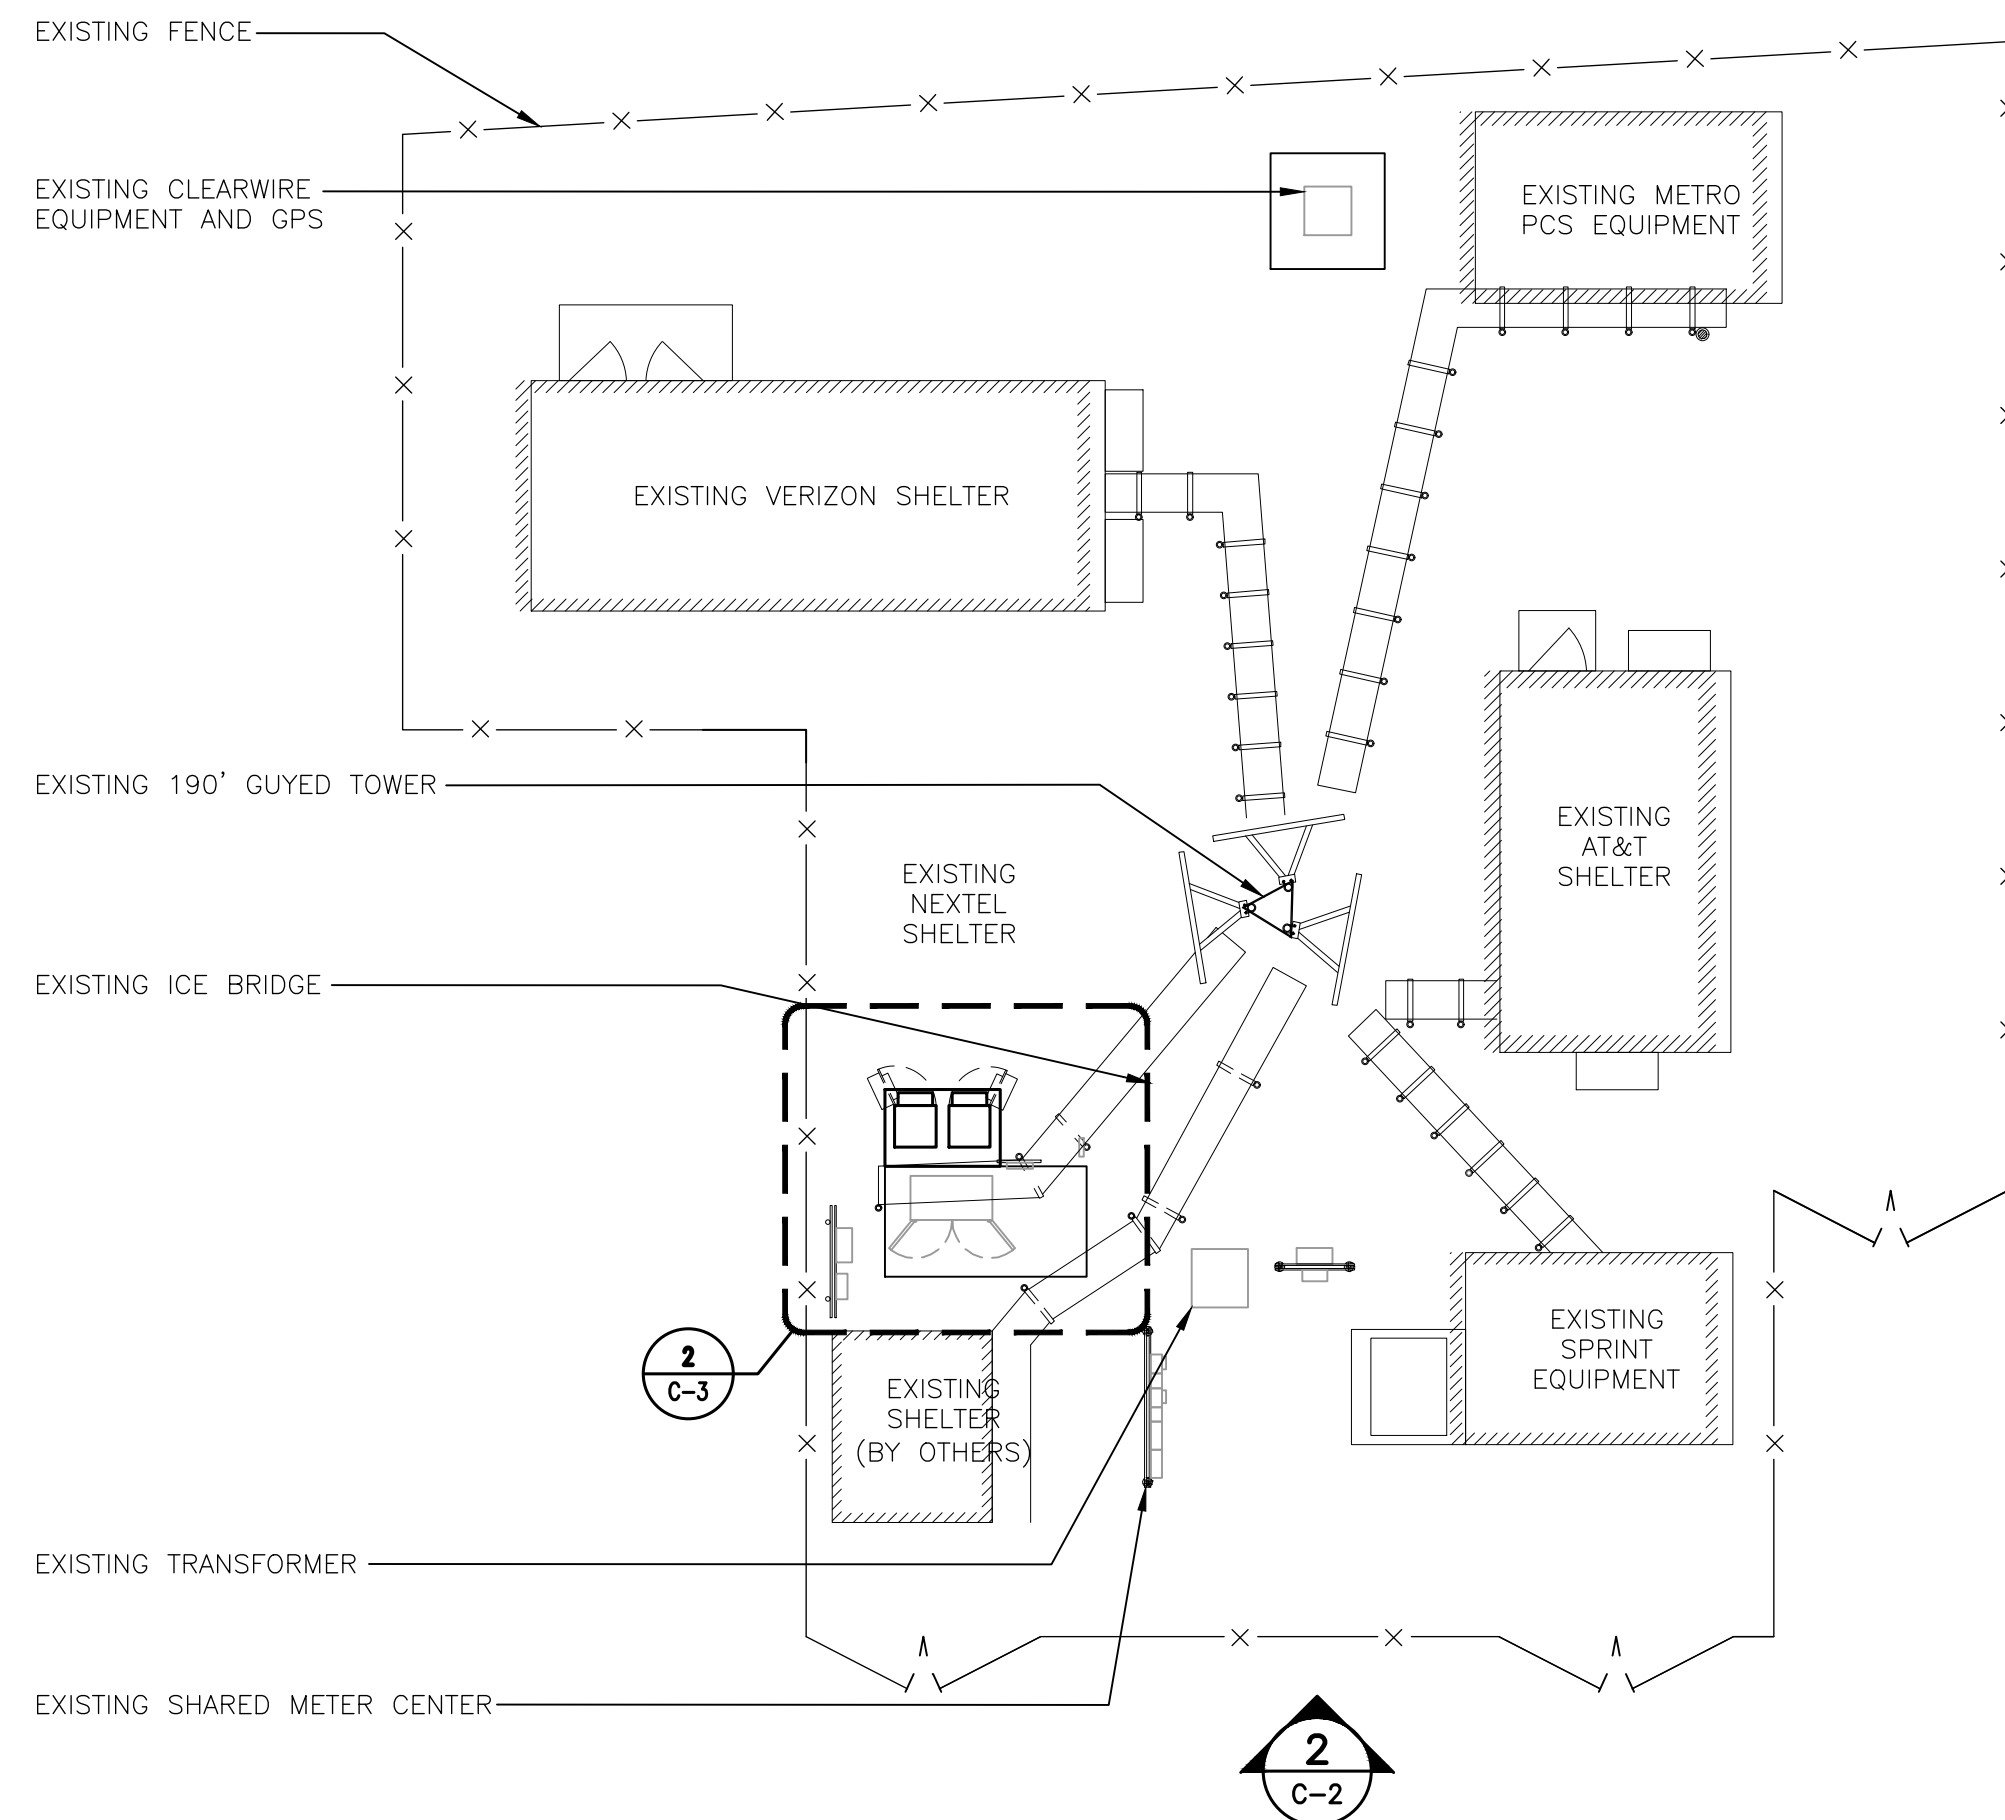 EXISTING FENCE
EXISTING CLEARWIRE
EQUIPMENT AND GPS
EXISTING METRO
PCS EQUIPMENT
EXISTING VERIZON SHELTER
EXISTING 190' GUYED TOWER
EXISTING
AT&T
SHELTER
EXISTING
NEXTEL
SHELTER
EXISTING ICE BRIDGE
EXISTING
SPRINT
EQUIPMENT
2
C-3
EXISTING
SHELTER
(BY OTHERS)
EXISTING TRANSFORMER
EXISTING SHARED METER CENTER
2
C-2